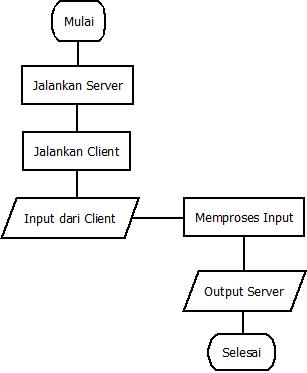 Mulai
Jalankan Server
Jalankan Client
Input dari Client
Memproses Input
Output Server
Selesai